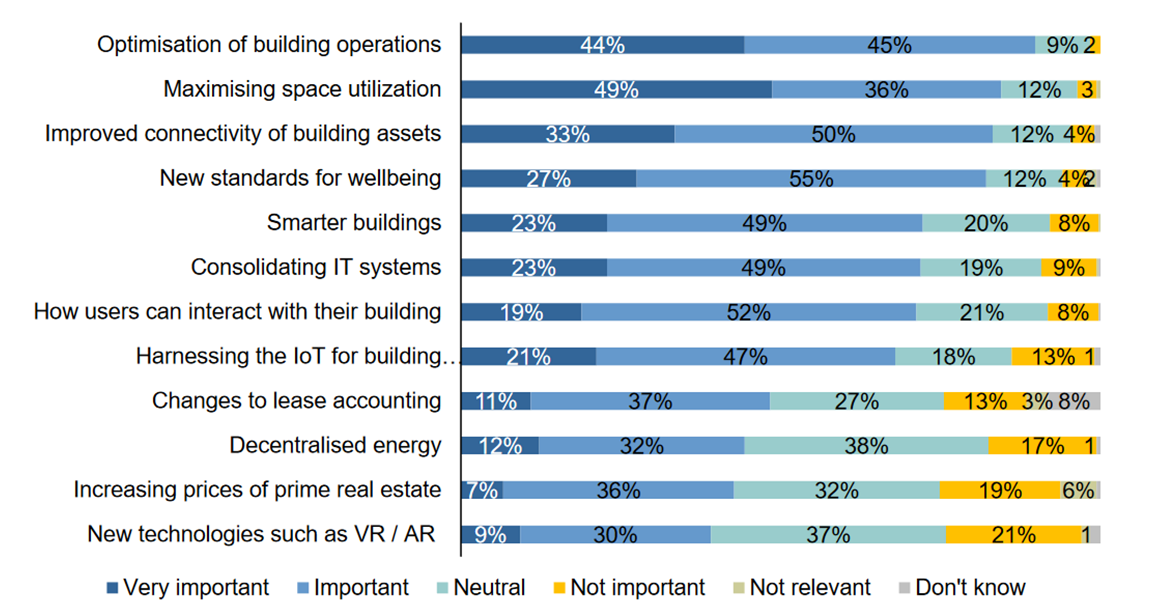 Optimisation of building operations 44% 45% 9% 2
Maximising space utilization 49% 36% 12% 3
Improved connectivity of building assets 33% 50% 12% 4%
New standards for wellbeing 27% 55% 12% 4% 2
Smarter buildings 23% 49% 20% 8%
Consolidating IT systems 23% 49% 19% 9%
How users can interact with their building 19% 52% 21% 8%
Harnessing the IoT for building… 21% 47% 18% 13% 1
Changes to lease accounting 11% 37% 27% 13% 3% 8%
Decentralised energy 12% 32% 38% 17% 1
Increasing prices of prime real estate 7% 36% 32% 19% 6%
New technologies such as VR / AR 9% 30% 37% 21% 1
Very important Important Neutral Not important Not relevant Don't know